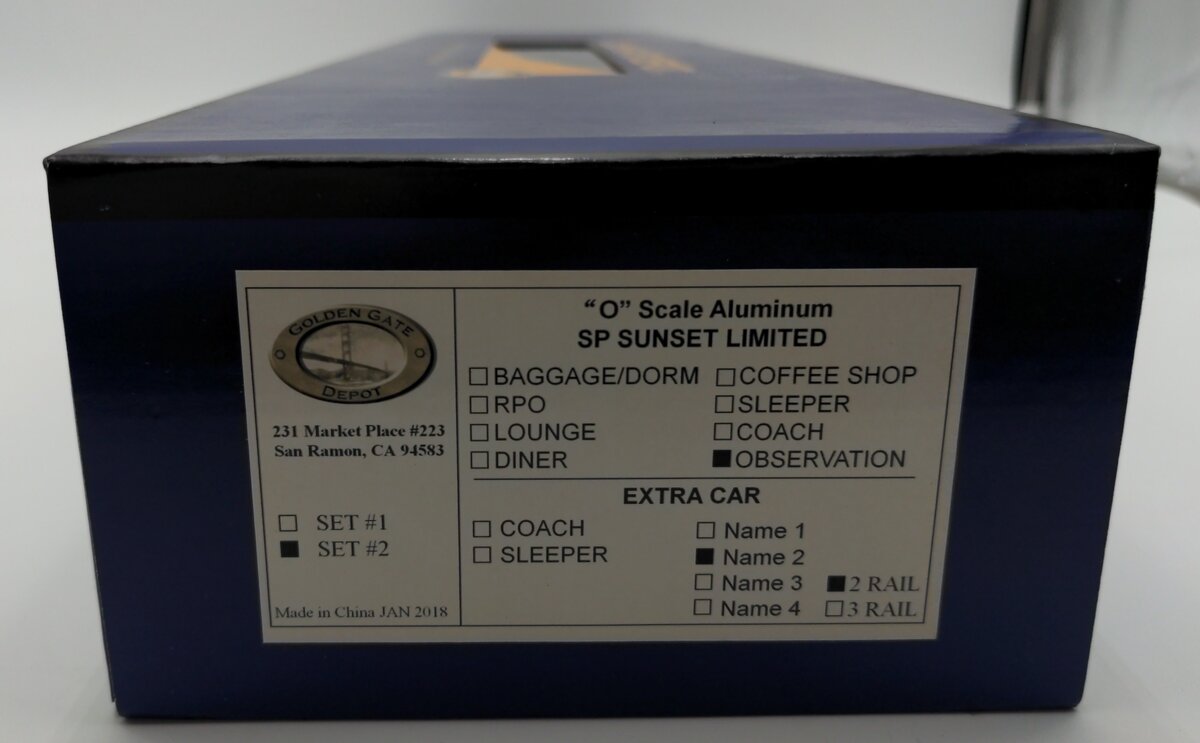 GOLDEN GATE
DEPOT
231 Market Place #223
San Ramon, CA 94583
☐ SET #1
■ SET #2
Made in China JAN 2018
“O” Scale Aluminum
SP SUNSET LIMITED
☐ BAGGAGE/DORM ☐ COFFEE SHOP
☐ RPO ☐ SLEEPER
☐ LOUNGE ☐ COACH
☐ DINER ■ OBSERVATION
EXTRA CAR
☐ COACH ☐ Name 1
☐ SLEEPER ■ Name 2
☐ Name 3 ■ 2 RAIL
☐ Name 4 ☐ 3 RAIL